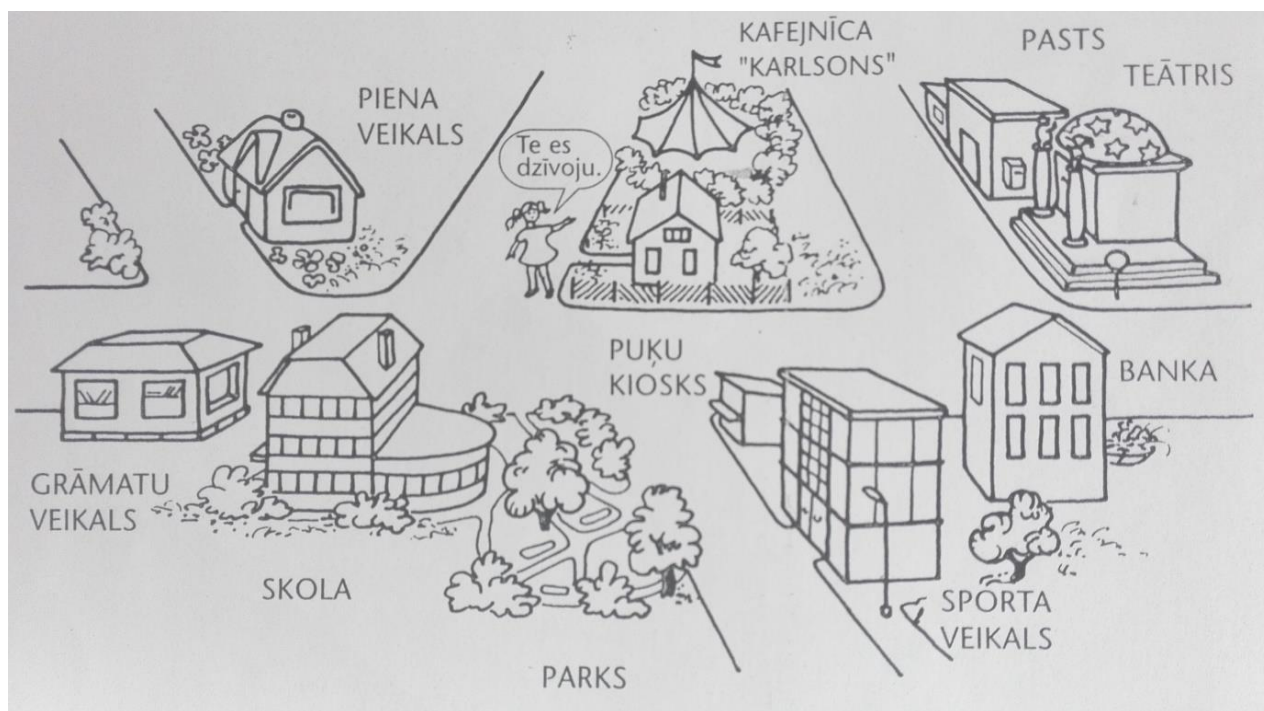 KAFEJNĪCA
"KARLSONS"
PASTS
TEĀTRIS
PIENA
VEIKALS
Te es
dzīvoju.
PUĶU
KIOSKS
BANKA
GRĀMATU
VEIKALS
SKOLA
SPORTA
VEIKALS
PARKS